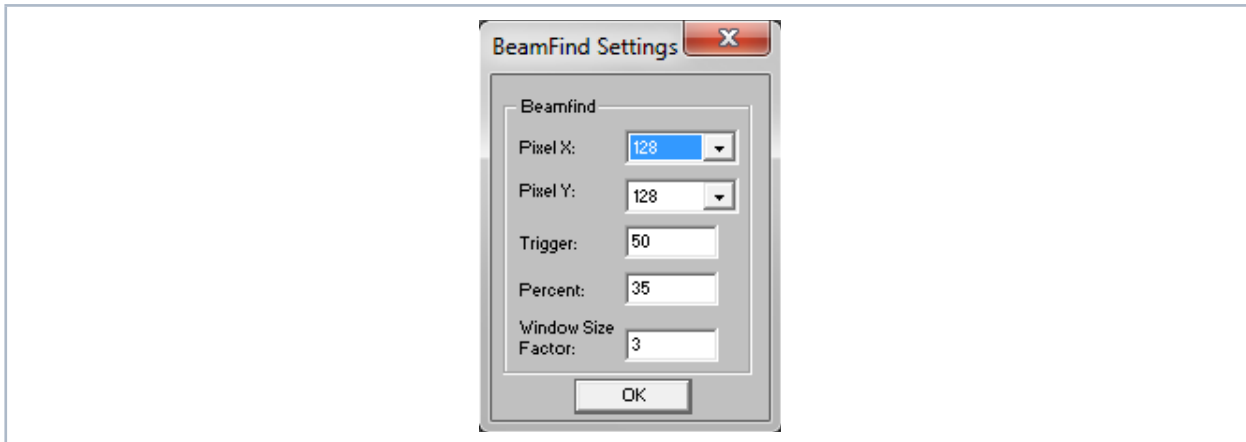 BeamFind Settings
Beamfind
Pixel X: 128
Pixel Y: 128
Trigger: 50
Percent: 35
Window Size
Factor: 3
OK